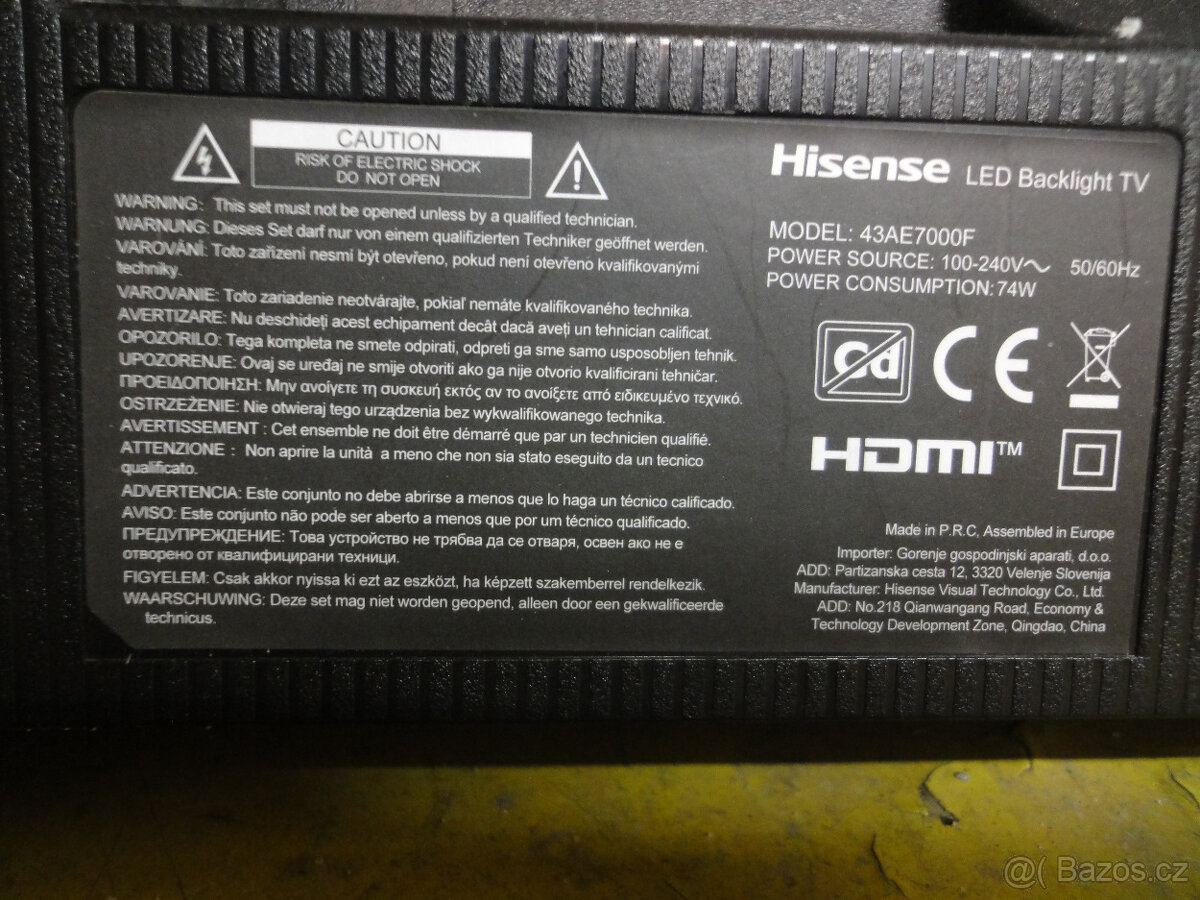 CAUTION
RISK OF ELECTRIC SHOCK
DO NOT OPEN
WARNING: This set must not be opened unless by a qualified technician.
WARNUNG: Dieses Set darf nur von einem qualifizierten Techniker geöffnet werden.
VAROVÁNÍ: Toto zařízení nesmí být otevřeno, pokud není otevřeno kvalifikovanými
techniky.
VAROVANIE: Toto zariadenie neotvárajte, pokiaľ nemáte kvalifikovaného technika.
AVERTIZARE: Nu deschideți acest echipament decât dacă aveți un tehnician calificat.
OPOZORILO: Tega kompleta ne smete odpirati, odpreti ga sme samo usposobljen tehnik.
UPOZORENJE: Ovaj se uređaj ne smije otvoriti ako ga nije otvorio kvalificirani tehničar.
ΠΡΟΕΙΔΟΠΟΙΗΣΗ: Μην ανοίγετε τη συσκευή εκτός αν το ανοίξετε από ειδικευμένο τεχνικό.
OSTRZEŻENIE: Nie otwieraj tego urządzenia bez wykwalifikowanego technika.
AVERTISSEMENT : Cet ensemble ne doit être démarré que par un technicien qualifié.
ATTENZIONE : Non aprire la unità a meno che non sia stato eseguito da un tecnico
qualificato.
ADVERTENCIA: Este conjunto no debe abrirse a menos que lo haga un técnico calificado.
AVISO: Este conjunto não pode ser aberto a menos que por um técnico qualificado.
ПРЕДУПРЕЖДЕНИЕ: Това устройство не трябва да се отваря, освен ако не е
отворено от квалифицирани техници.
FIGYELEM: Csak akkor nyissa ki ezt az eszközt, ha képzett szakemberrel rendelkezik.
WAARSCHUWING: Deze set mag niet worden geopend, alleen door een gekwalificeerde
technicus.
Hisense LED Backlight TV
MODEL: 43AE7000F
POWER SOURCE: 100-240V~ 50/60Hz
POWER CONSUMPTION: 74W
Cd CE
HDMI™
Made in P.R.C, Assembled in Europe
Importer: Gorenje gospodinjski aparati, d.o.o.
ADD: Partizanska cesta 12, 3320 Velenje Slovenija
Manufacturer: Hisense Visual Technology Co., Ltd.
ADD: No.218 Qianwangang Road, Economy &
Technology Development Zone, Qingdao, China
@( Bazos.cz